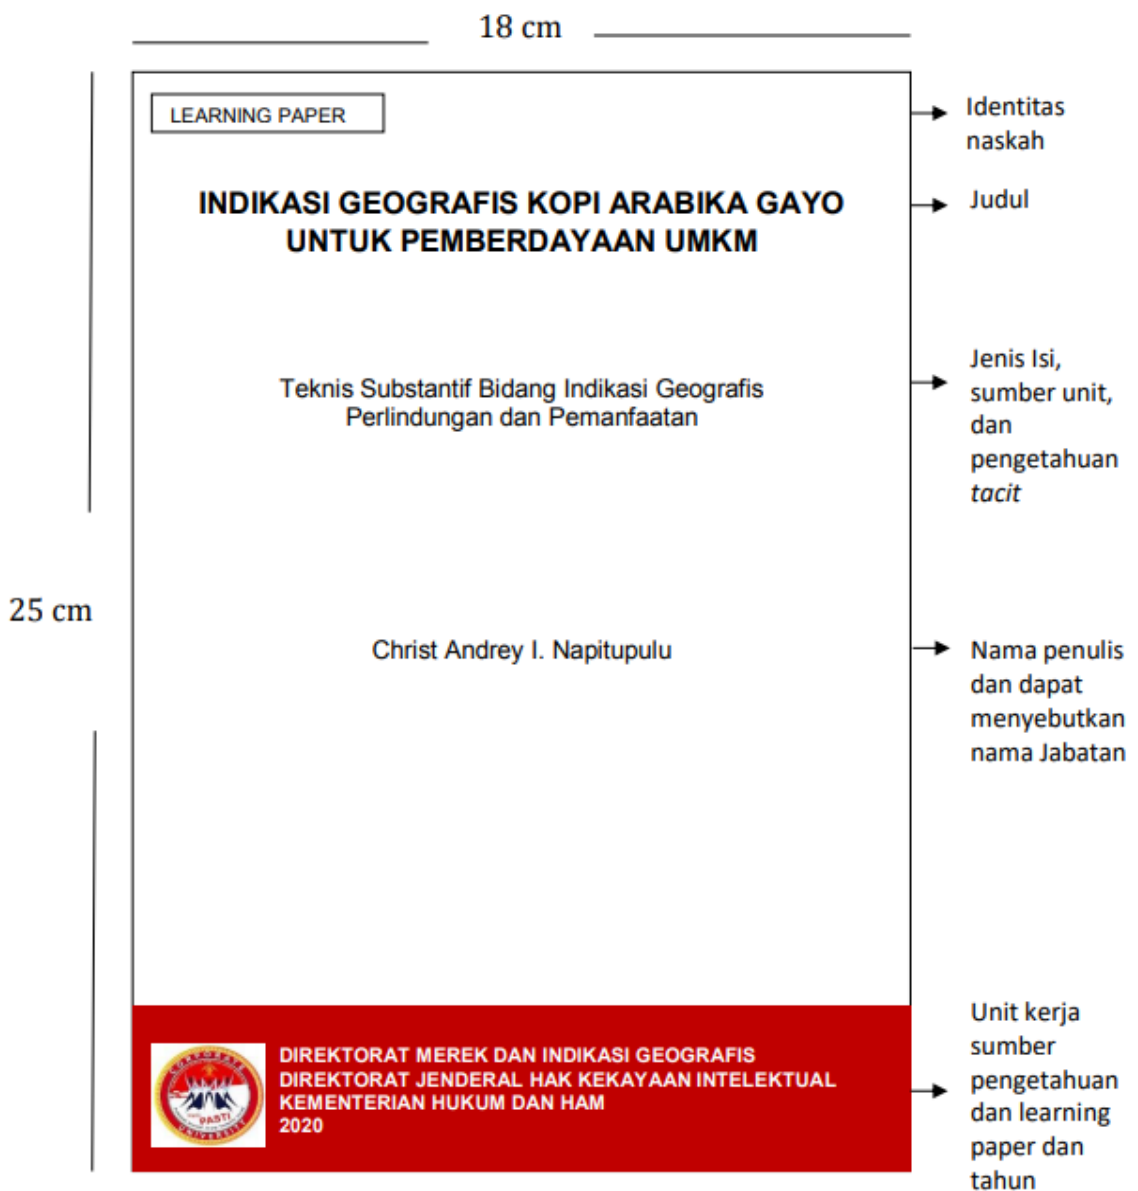 18 cm
LEARNING PAPER
Identitas
naskah
INDIKASI GEOGRAFIS KOPI ARABIKA GAYO
UNTUK PEMBERDAYAAN UMKM
Judul
Teknis Substantif Bidang Indikasi Geografis
Perlindungan dan Pemanfaatan
Jenis Isi,
sumber unit,
dan
pengetahuan
tacit
25 cm
Christ Andrey I. Napitupulu
Nama penulis
dan dapat
menyebutkan
nama Jabatan
CORPORATE
PASTI
UNIVERSITY
DIREKTORAT MEREK DAN INDIKASI GEOGRAFIS
DIREKTORAT JENDERAL HAK KEKAYAAN INTELEKTUAL
KEMENTERIAN HUKUM DAN HAM
2020
Unit kerja
sumber
pengetahuan
dan learning
paper dan
tahun